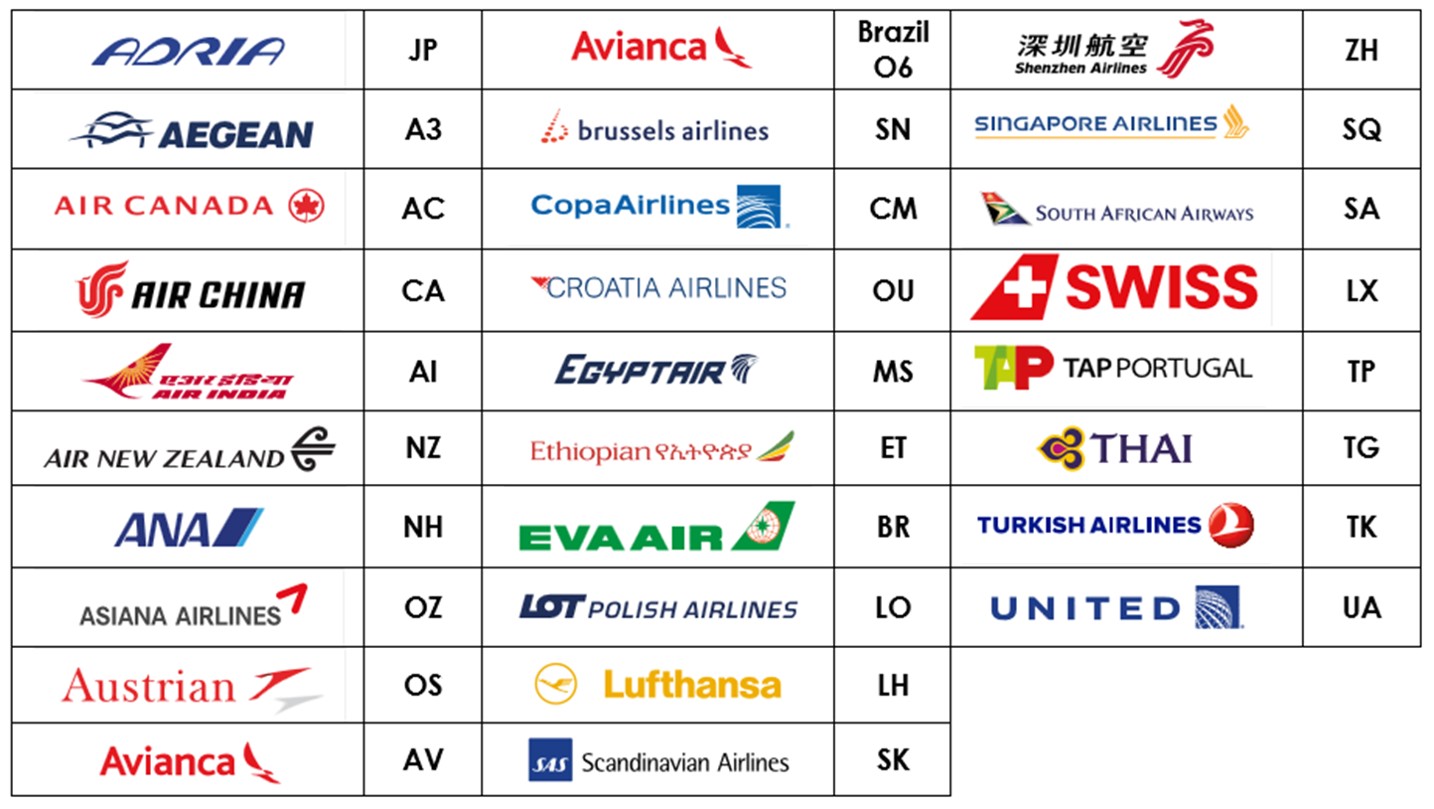 ADRIA
JP
Avianca
Brazil
O6
深圳航空
Shenzhen Airlines
ZH
AEGEAN
A3
brussels airlines
SN
SINGAPORE AIRLINES
SQ
AIR CANADA
AC
CopaAirlines
CM
SOUTH AFRICAN AIRWAYS
SA
AIR CHINA
CA
CROATIA AIRLINES
OU
SWISS
LX
एअर इंडिया
AIR INDIA
AI
EGYPTAIR
MS
TAP TAP PORTUGAL
TP
AIR NEW ZEALAND
NZ
Ethiopian የኢትዮጵያ
ET
THAI
TG
ANA
NH
EVA AIR
BR
TURKISH AIRLINES
TK
ASIANA AIRLINES
OZ
LOT POLISH AIRLINES
LO
UNITED
UA
Austrian
OS
Lufthansa
LH
Avianca
AV
SAS Scandinavian Airlines
SK